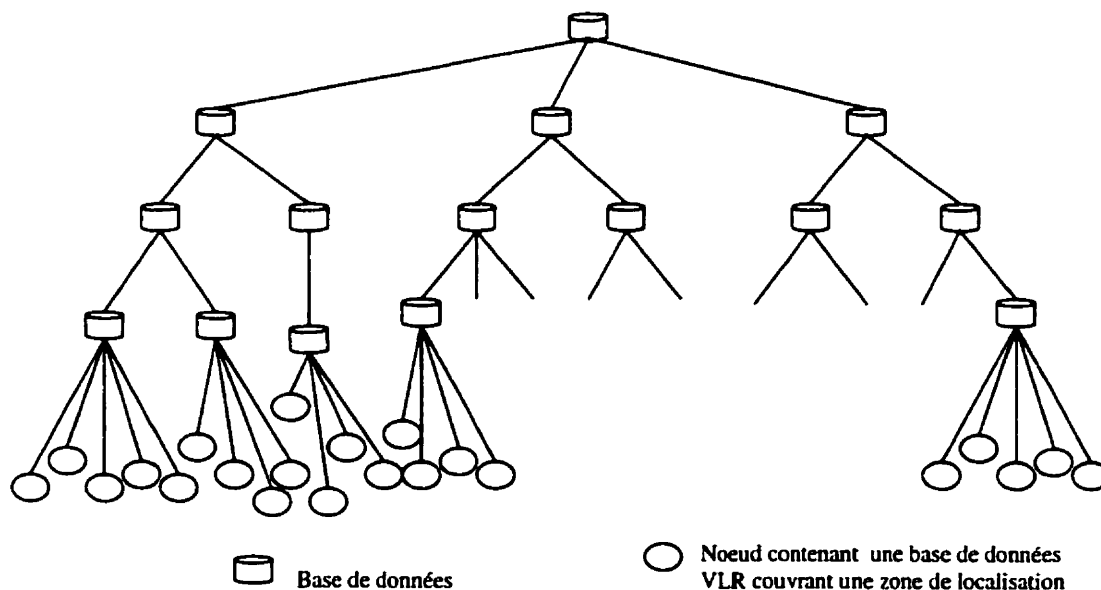 Base de données
Noeud contenant une base de données
VLR couvrant une zone de localisation